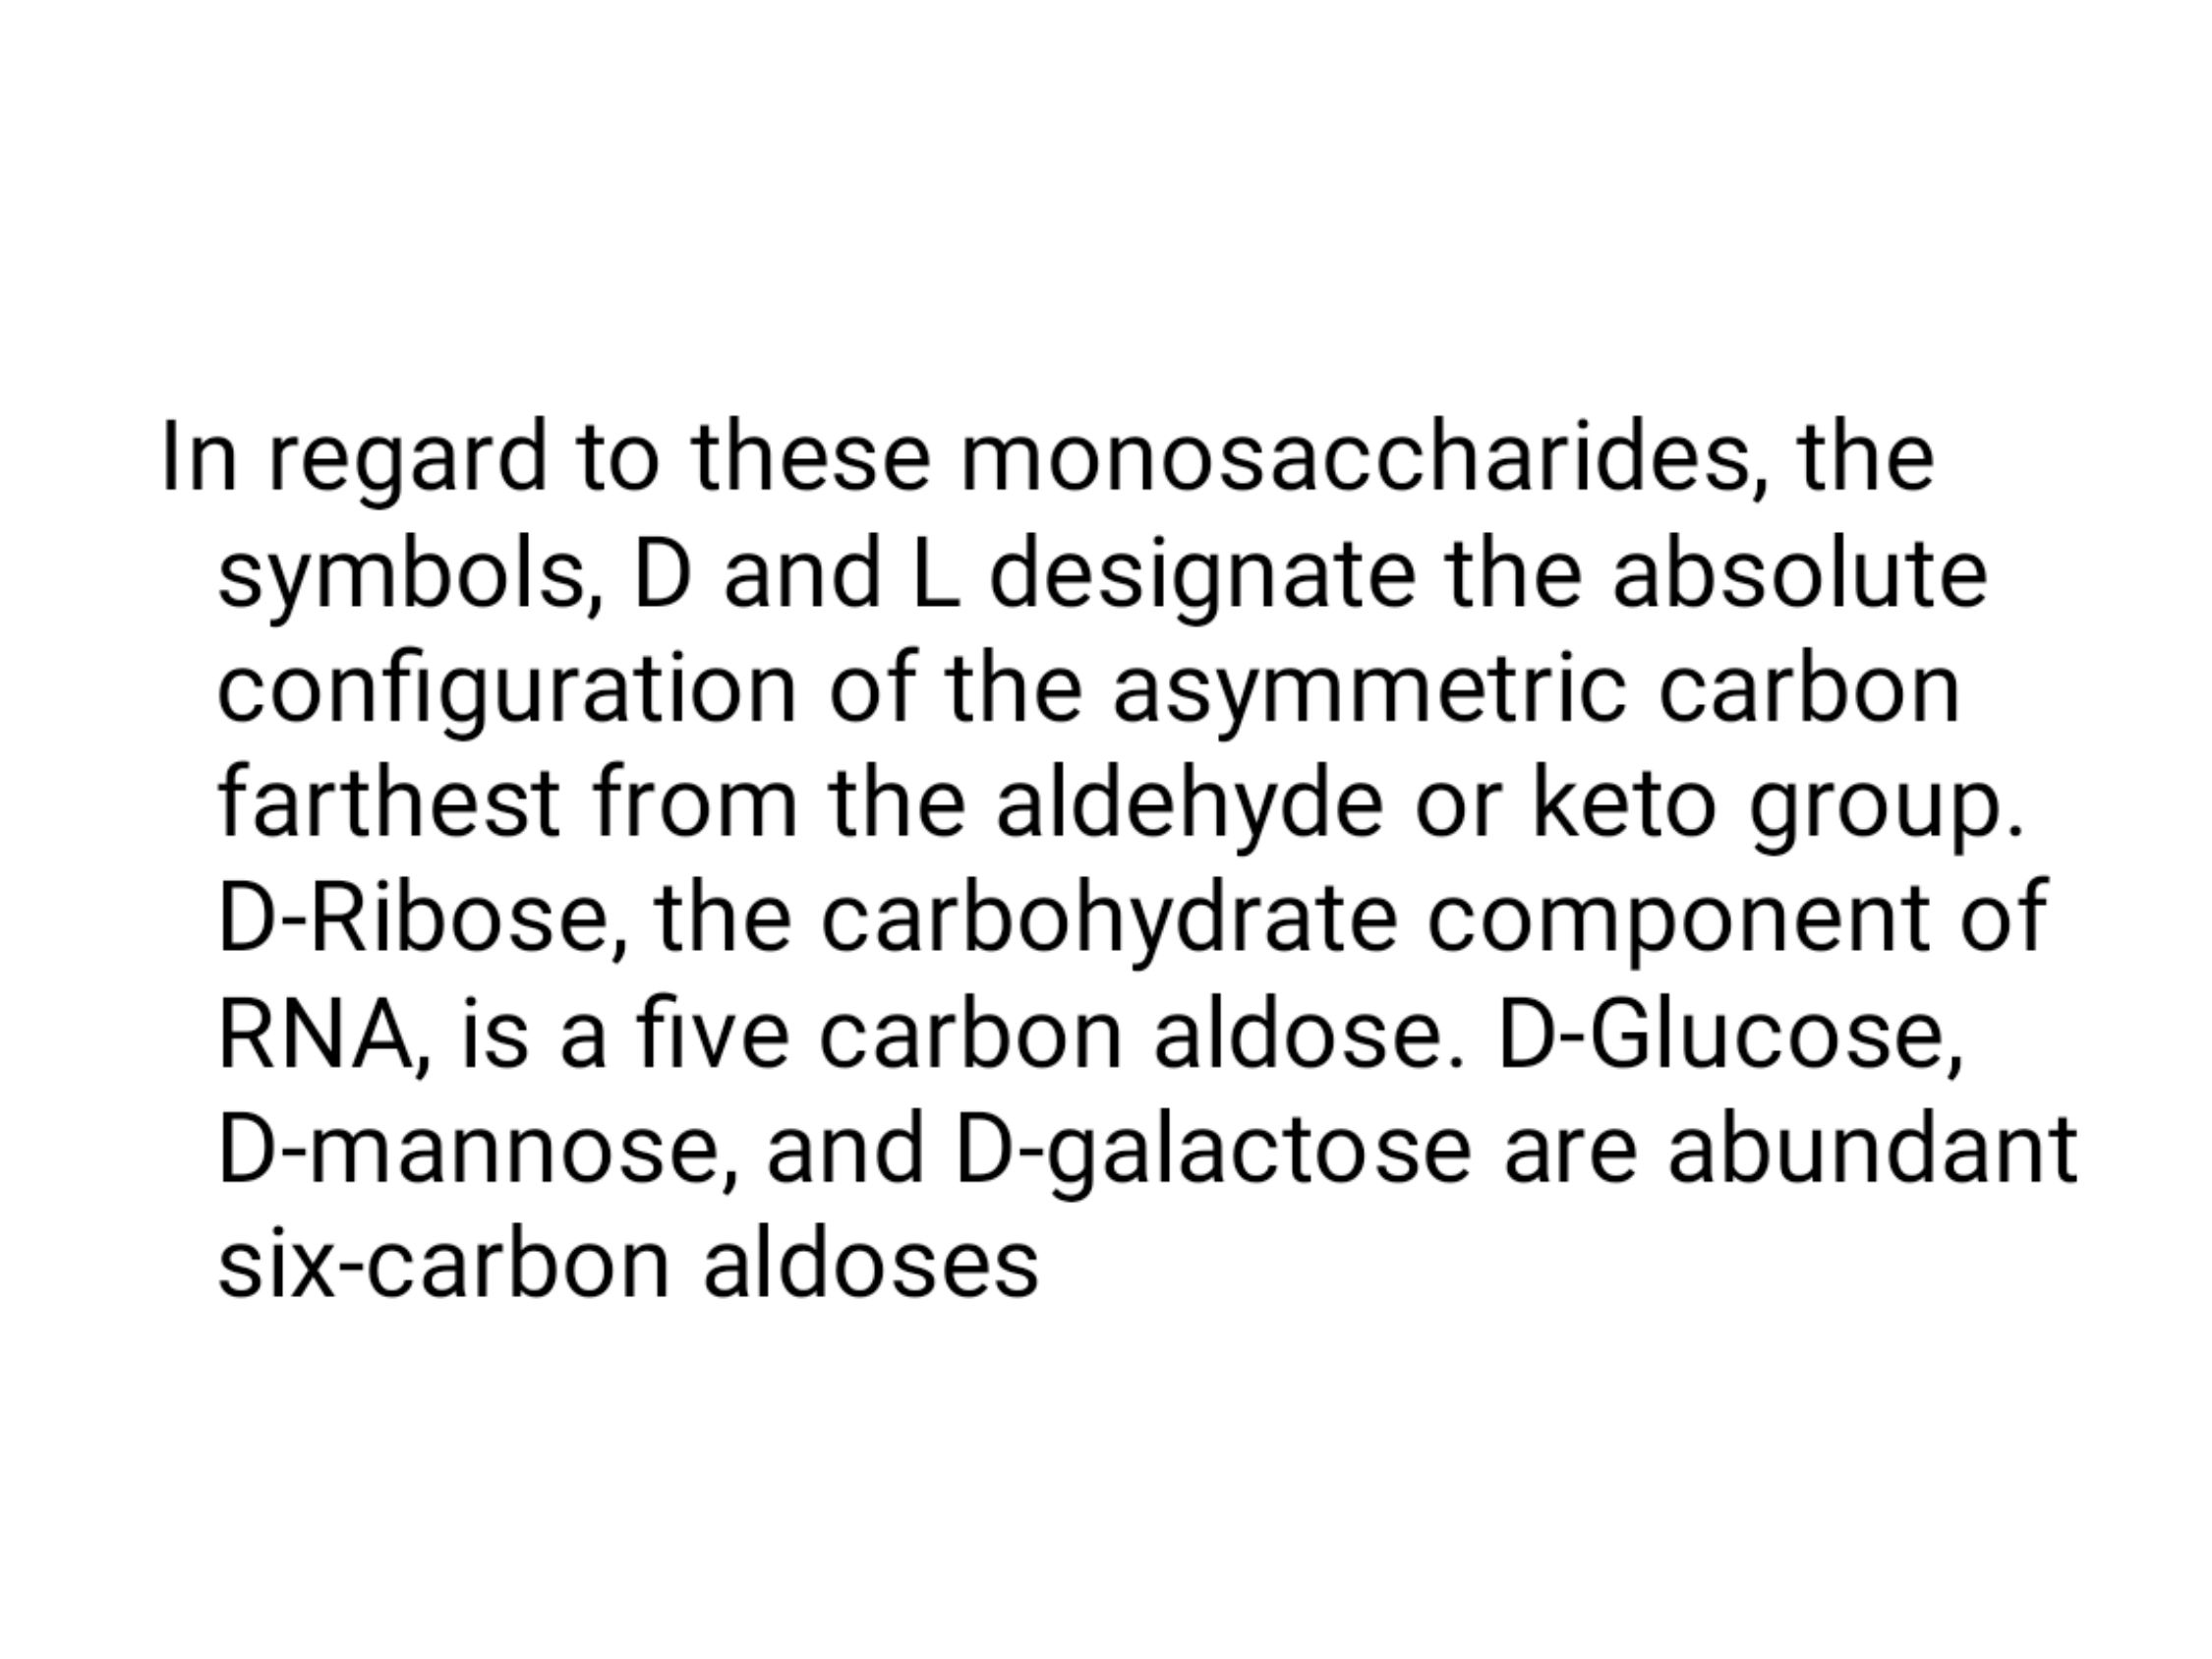 In regard to these monosaccharides, the
symbols, D and L designate the absolute
configuration of the asymmetric carbon
farthest from the aldehyde or keto group.
D-Ribose, the carbohydrate component of
RNA, is a five carbon aldose. D-Glucose,
D-mannose, and D-galactose are abundant
six-carbon aldoses